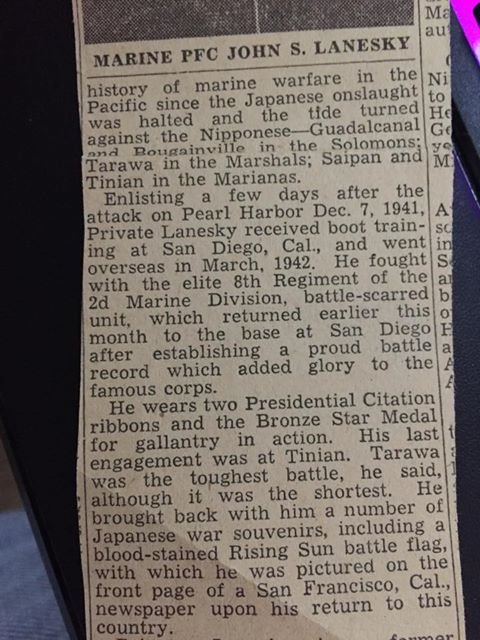 MARINE PFC JOHN S. LANESKY
history of marine warfare in the
Pacific since the Japanese onslaught
was halted and the tide turned
against the Nipponese—Guadalcanal
and Bougainville in the Solomons;
Tarawa in the Marshals; Saipan and
Tinian in the Marianas.
Enlisting a few days after the
attack on Pearl Harbor Dec. 7, 1941,
Private Lanesky received boot train-
ing at San Diego, Cal., and went
overseas in March, 1942. He fought
with the elite 8th Regiment of the
2d Marine Division, battle-scarred
unit, which returned earlier this
month to the base at San Diego
after establishing a proud battle
record which added glory to the
famous corps.
He wears two Presidential Citation
ribbons and the Bronze Star Medal
for gallantry in action. His last
engagement was at Tinian. Tarawa
was the toughest battle, he said,
although it was the shortest. He
brought back with him a number of
Japanese war souvenirs, including a
blood-stained Rising Sun battle flag,
with which he was pictured on the
front page of a San Francisco, Cal.,
newspaper upon his return to this
country.
former